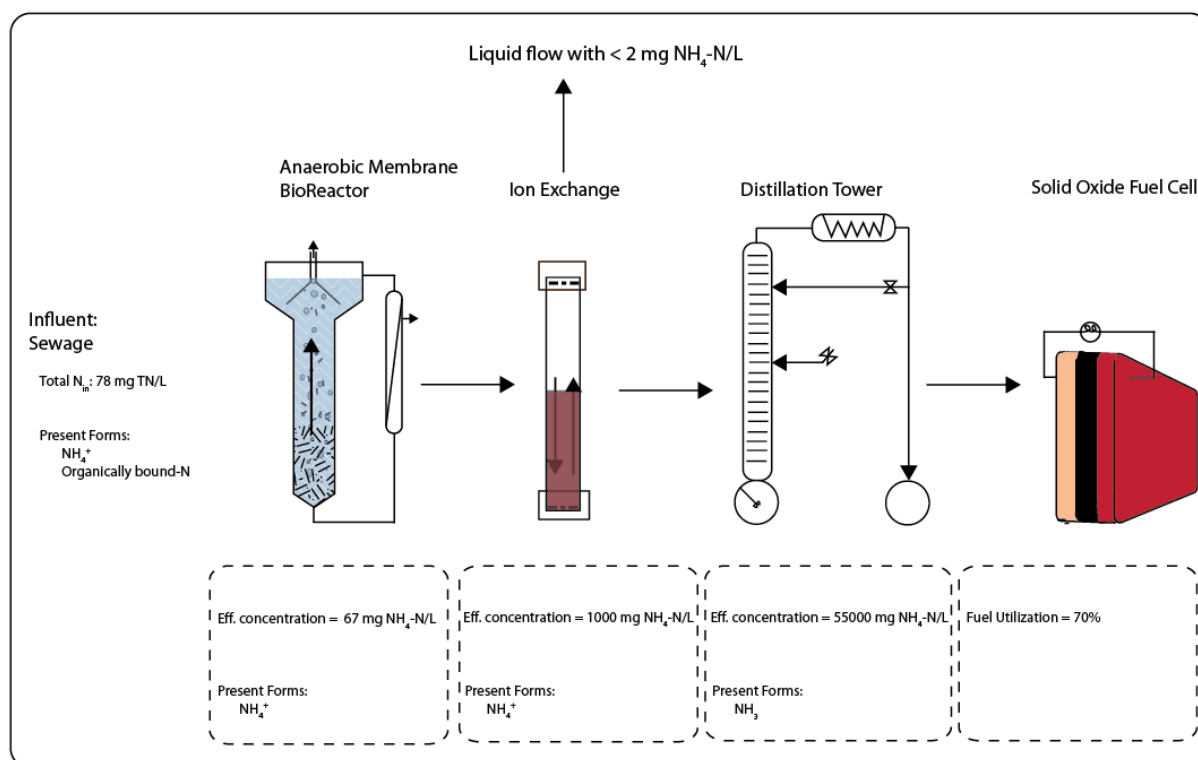 Liquid flow with < 2 mg NH₄-N/L
Anaerobic Membrane
BioReactor
Ion Exchange
Distillation Tower
Solid Oxide Fuel Cell
Influent:
Sewage
Total Nᵢₙ: 78 mg TN/L
Present Forms:
NH₄⁺
Organically bound-N
Eff. concentration = 67 mg NH₄-N/L
Present Forms:
NH₄⁺
Eff. concentration = 1000 mg NH₄-N/L
Present Forms:
NH₄⁺
Eff. concentration = 55000 mg NH₄-N/L
Present Forms:
NH₃
Fuel Utilization = 70%